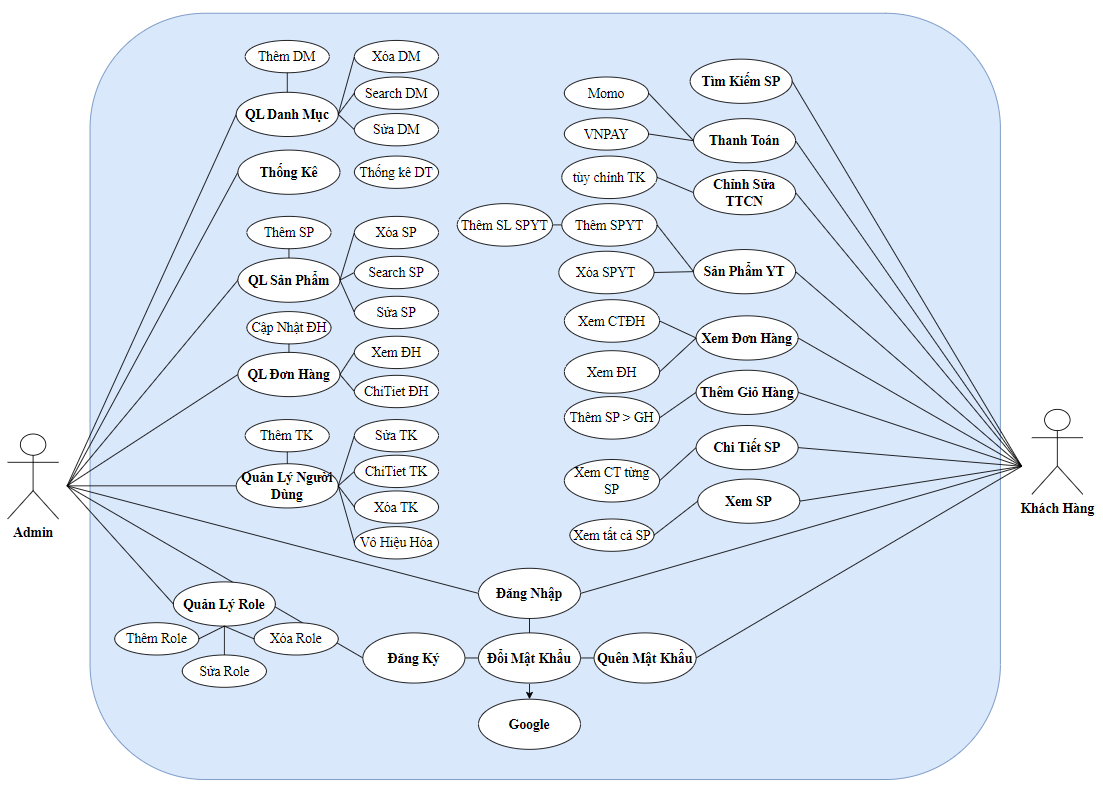 Thêm DM
Xóa DM
Search DM
QL Danh Mục
Sửa DM
Thống Kê
Thống kê DT
Thêm SP
Xóa SP
QL Sản Phẩm
Search SP
Sửa SP
Cập Nhật ĐH
Xem ĐH
QL Đơn Hàng
ChiTiet ĐH
Thêm TK
Sửa TK
ChiTiet TK
Quản Lý Người
Dùng
Xóa TK
Vô Hiệu Hóa
Admin
Quản Lý Role
Thêm Role
Xóa Role
Sửa Role
Tìm Kiếm SP
Momo
VNPAY
Thanh Toán
tùy chỉnh TK
Chỉnh Sửa
TTCN
Thêm SL SPYT
Thêm SPYT
Xóa SPYT
Sản Phẩm YT
Xem CTĐH
Xem Đơn Hàng
Xem ĐH
Thêm Giỏ Hàng
Thêm SP > GH
Chi Tiết SP
Xem CT từng
SP
Xem SP
Xem tất cả SP
Khách Hàng
Đăng Nhập
Đăng Ký
Đổi Mật Khẩu
Quên Mật Khẩu
Google